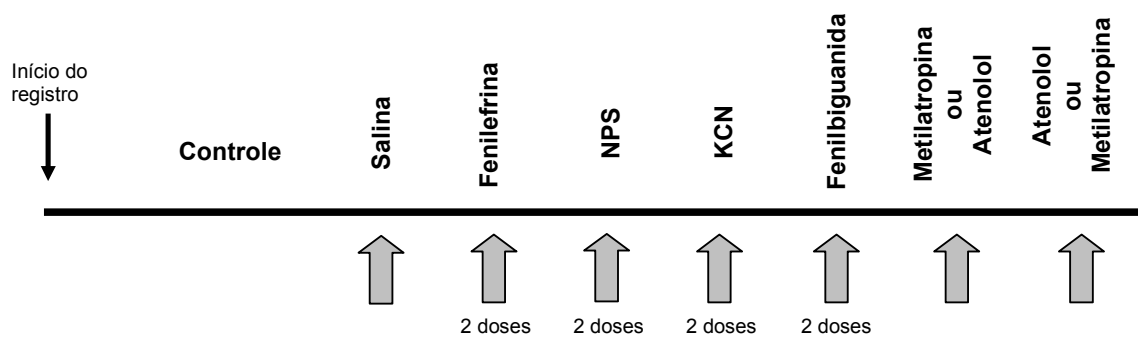 Início do
registro
Controle
Salina
Fenilefrina
NPS
KCN
Fenilbiguanida
Metilatropina
ou
Atenolol
Atenolol
ou
Metilatropina
2 doses
2 doses
2 doses
2 doses